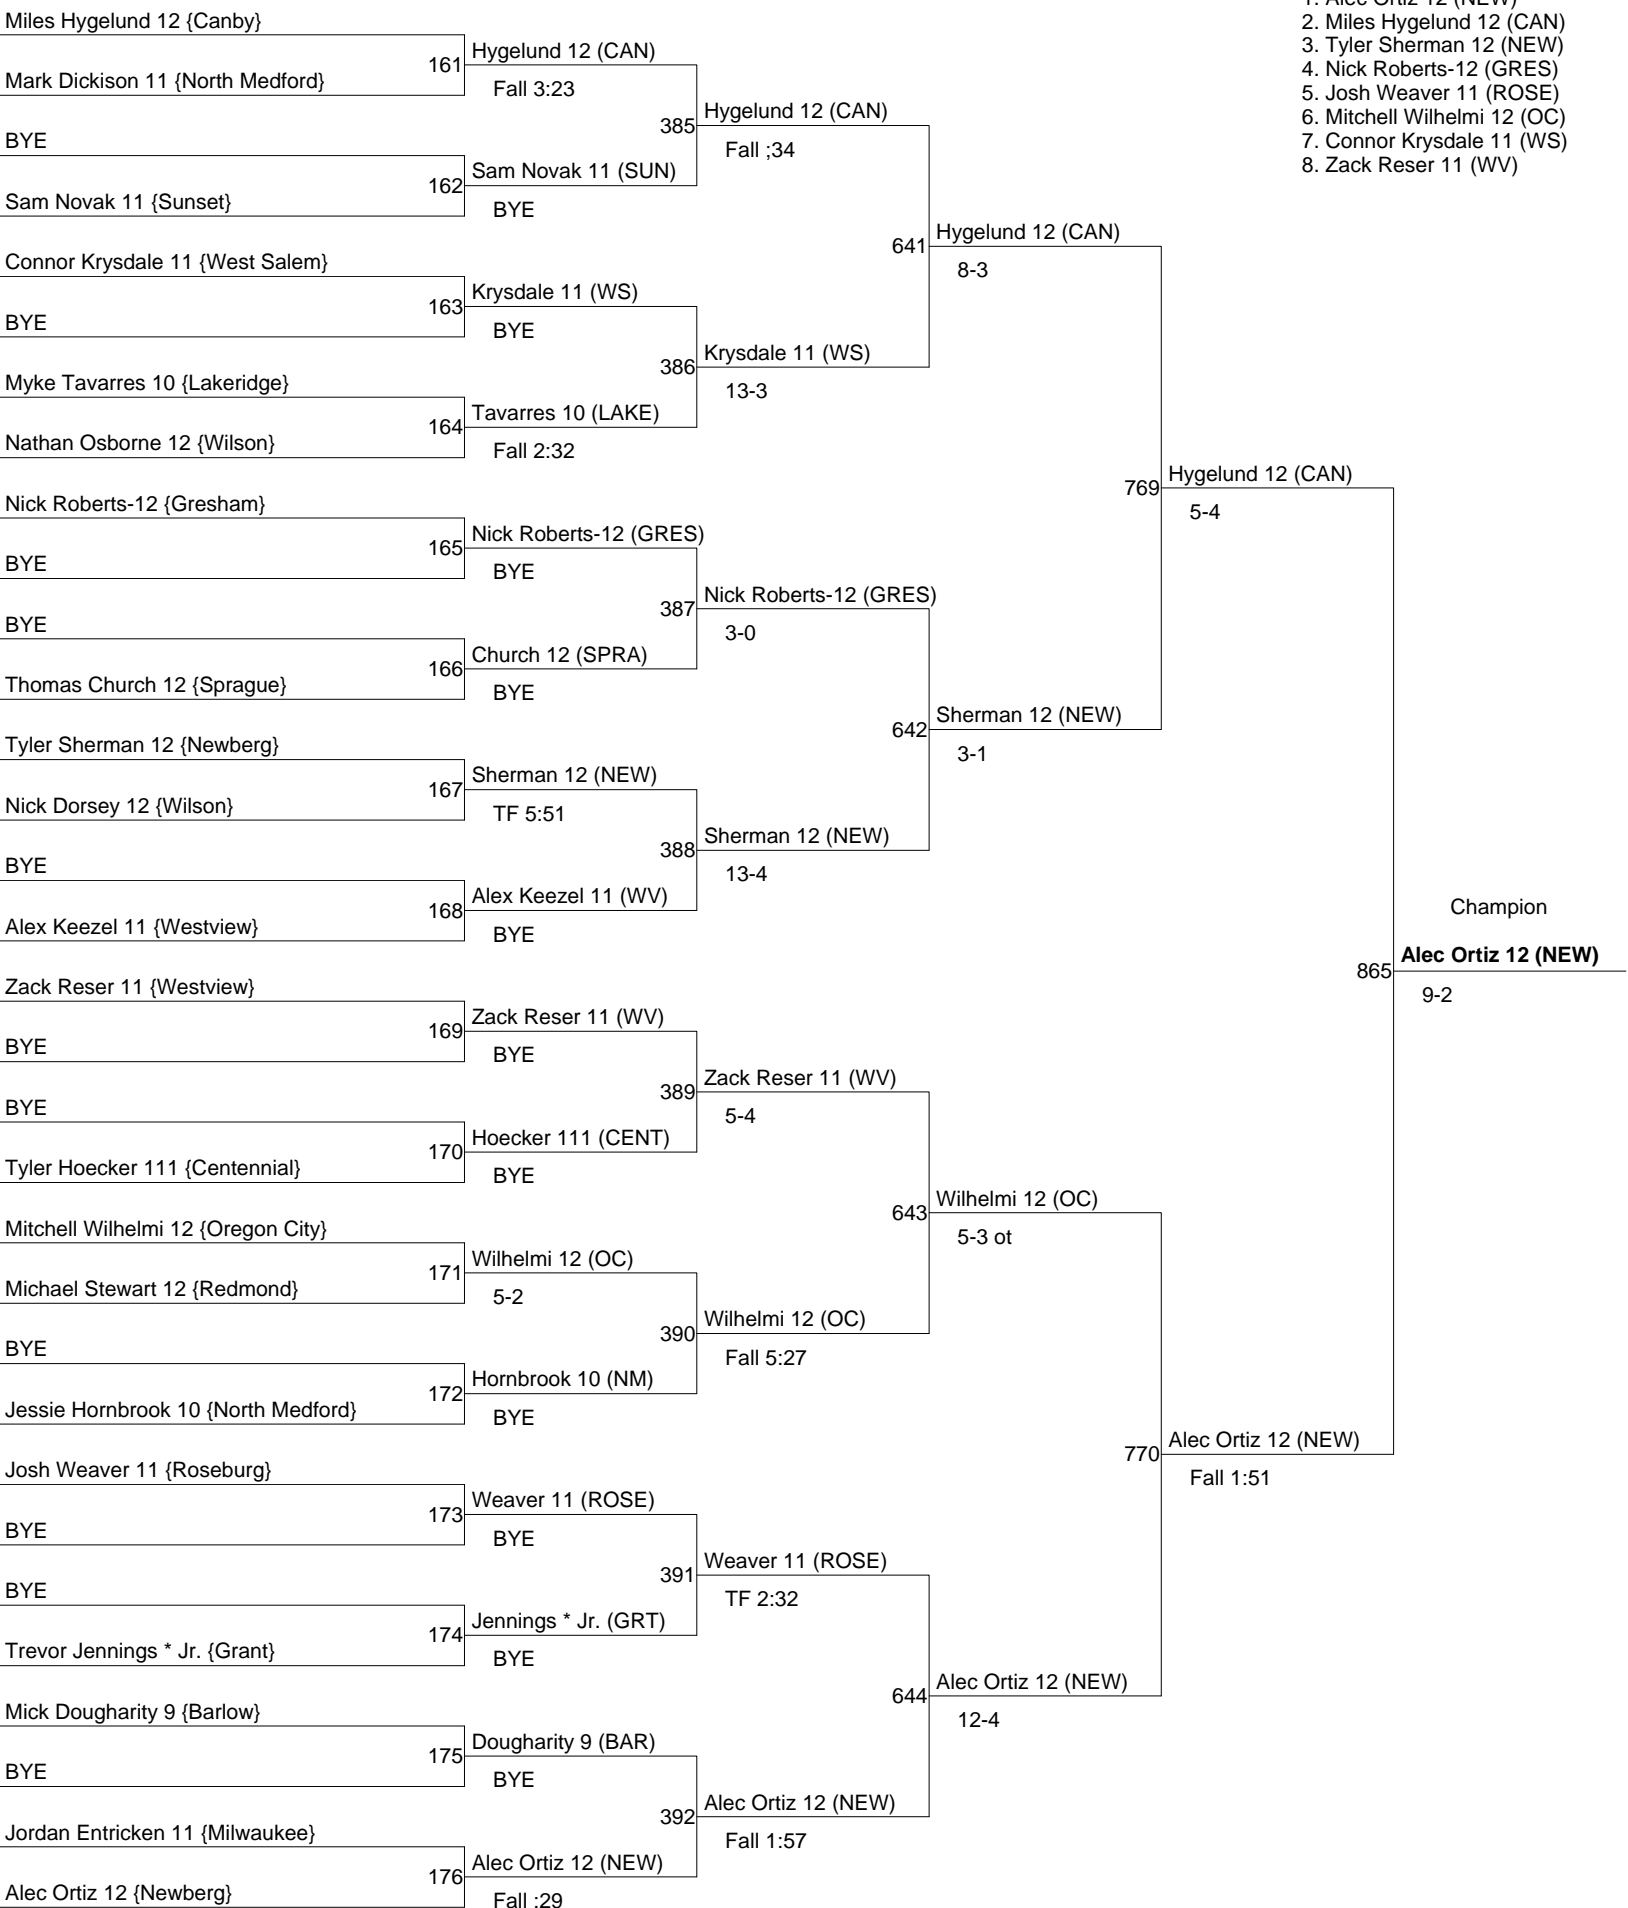 1. Alec Ortiz 12 (NEW)
2. Miles Hygelund 12 (CAN)
3. Tyler Sherman 12 (NEW)
4. Nick Roberts-12 (GRES)
5. Josh Weaver 11 (ROSE)
6. Mitchell Wilhelmi 12 (OC)
7. Connor Krysdale 11 (WS)
8. Zack Reser 11 (WV)
Miles Hygelund 12 {Canby}
Mark Dickison 11 {North Medford}
BYE
Sam Novak 11 {Sunset}
Connor Krysdale 11 {West Salem}
BYE
Myke Tavarres 10 {Lakeridge}
Nathan Osborne 12 {Wilson}
Nick Roberts-12 {Gresham}
BYE
BYE
Thomas Church 12 {Sprague}
Tyler Sherman 12 {Newberg}
Nick Dorsey 12 {Wilson}
BYE
Alex Keezel 11 {Westview}
Zack Reser 11 {Westview}
BYE
BYE
Tyler Hoecker 111 {Centennial}
Mitchell Wilhelmi 12 {Oregon City}
Michael Stewart 12 {Redmond}
BYE
Jessie Hornbrook 10 {North Medford}
Josh Weaver 11 {Roseburg}
BYE
BYE
Trevor Jennings * Jr. {Grant}
Mick Dougharity 9 {Barlow}
BYE
Jordan Entricken 11 {Milwaukee}
Alec Ortiz 12 {Newberg}
161 Hygelund 12 (CAN)
Fall 3:23
162 Sam Novak 11 (SUN)
BYE
163 Krysdale 11 (WS)
BYE
164 Tavarres 10 (LAKE)
Fall 2:32
165 Nick Roberts-12 (GRES)
BYE
166 Church 12 (SPRA)
BYE
167 Sherman 12 (NEW)
TF 5:51
168 Alex Keezel 11 (WV)
BYE
169 Zack Reser 11 (WV)
BYE
170 Hoecker 111 (CENT)
BYE
171 Wilhelmi 12 (OC)
5-2
172 Hornbrook 10 (NM)
BYE
173 Weaver 11 (ROSE)
BYE
174 Jennings * Jr. (GRT)
BYE
175 Dougharity 9 (BAR)
BYE
176 Alec Ortiz 12 (NEW)
Fall :29
385 Hygelund 12 (CAN)
Fall ;34
386 Krysdale 11 (WS)
13-3
387 Nick Roberts-12 (GRES)
3-0
388 Sherman 12 (NEW)
13-4
389 Zack Reser 11 (WV)
5-4
390 Wilhelmi 12 (OC)
Fall 5:27
391 Weaver 11 (ROSE)
TF 2:32
392 Alec Ortiz 12 (NEW)
Fall 1:57
641 Hygelund 12 (CAN)
8-3
642 Sherman 12 (NEW)
3-1
643 Wilhelmi 12 (OC)
5-3 ot
644 Alec Ortiz 12 (NEW)
12-4
769 Hygelund 12 (CAN)
5-4
770 Alec Ortiz 12 (NEW)
Fall 1:51
Champion
865 Alec Ortiz 12 (NEW)
9-2